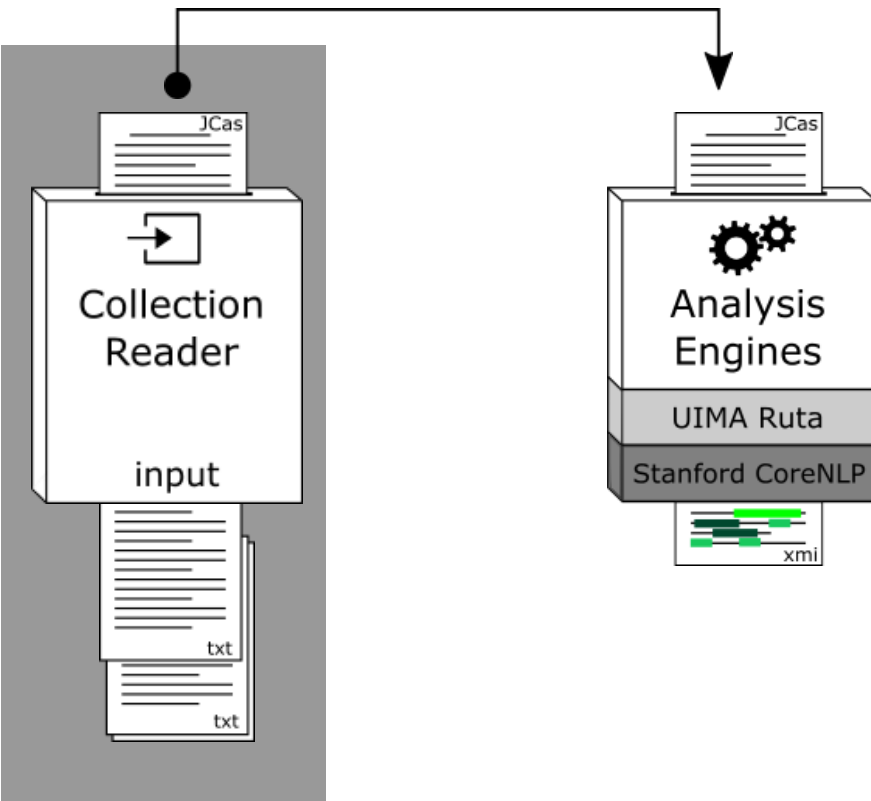 JCas
Collection
Reader
input
txt
txt
JCas
Analysis
Engines
UIMA Ruta
Stanford CoreNLP
xmi